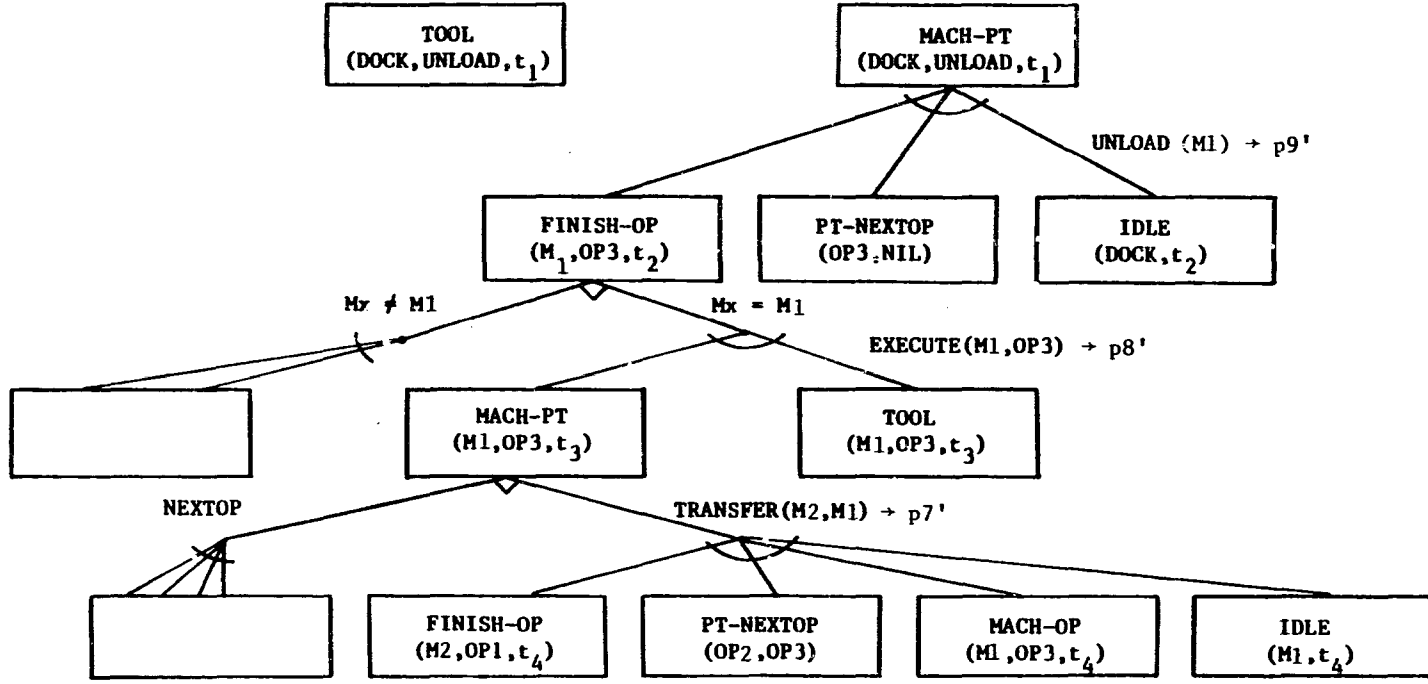 TOOL
(DOCK,UNLOAD,t1)
MACH-PT
(DOCK,UNLOAD,t1)
UNLOAD (M1) → p9'
FINISH-OP
(M1,OP3,t2)
PT-NEXTOP
(OP3:NIL)
IDLE
(DOCK,t2)
Mx ≠ M1
Mx = M1
EXECUTE(M1,OP3) → p8'
MACH-PT
(M1,OP3,t3)
TOOL
(M1,OP3,t3)
NEXTOP
TRANSFER(M2,M1) → p7'
FINISH-OP
(M2,OP1,t4)
PT-NEXTOP
(OP2,OP3)
MACH-OP
(M1,OP3,t4)
IDLE
(M1,t4)